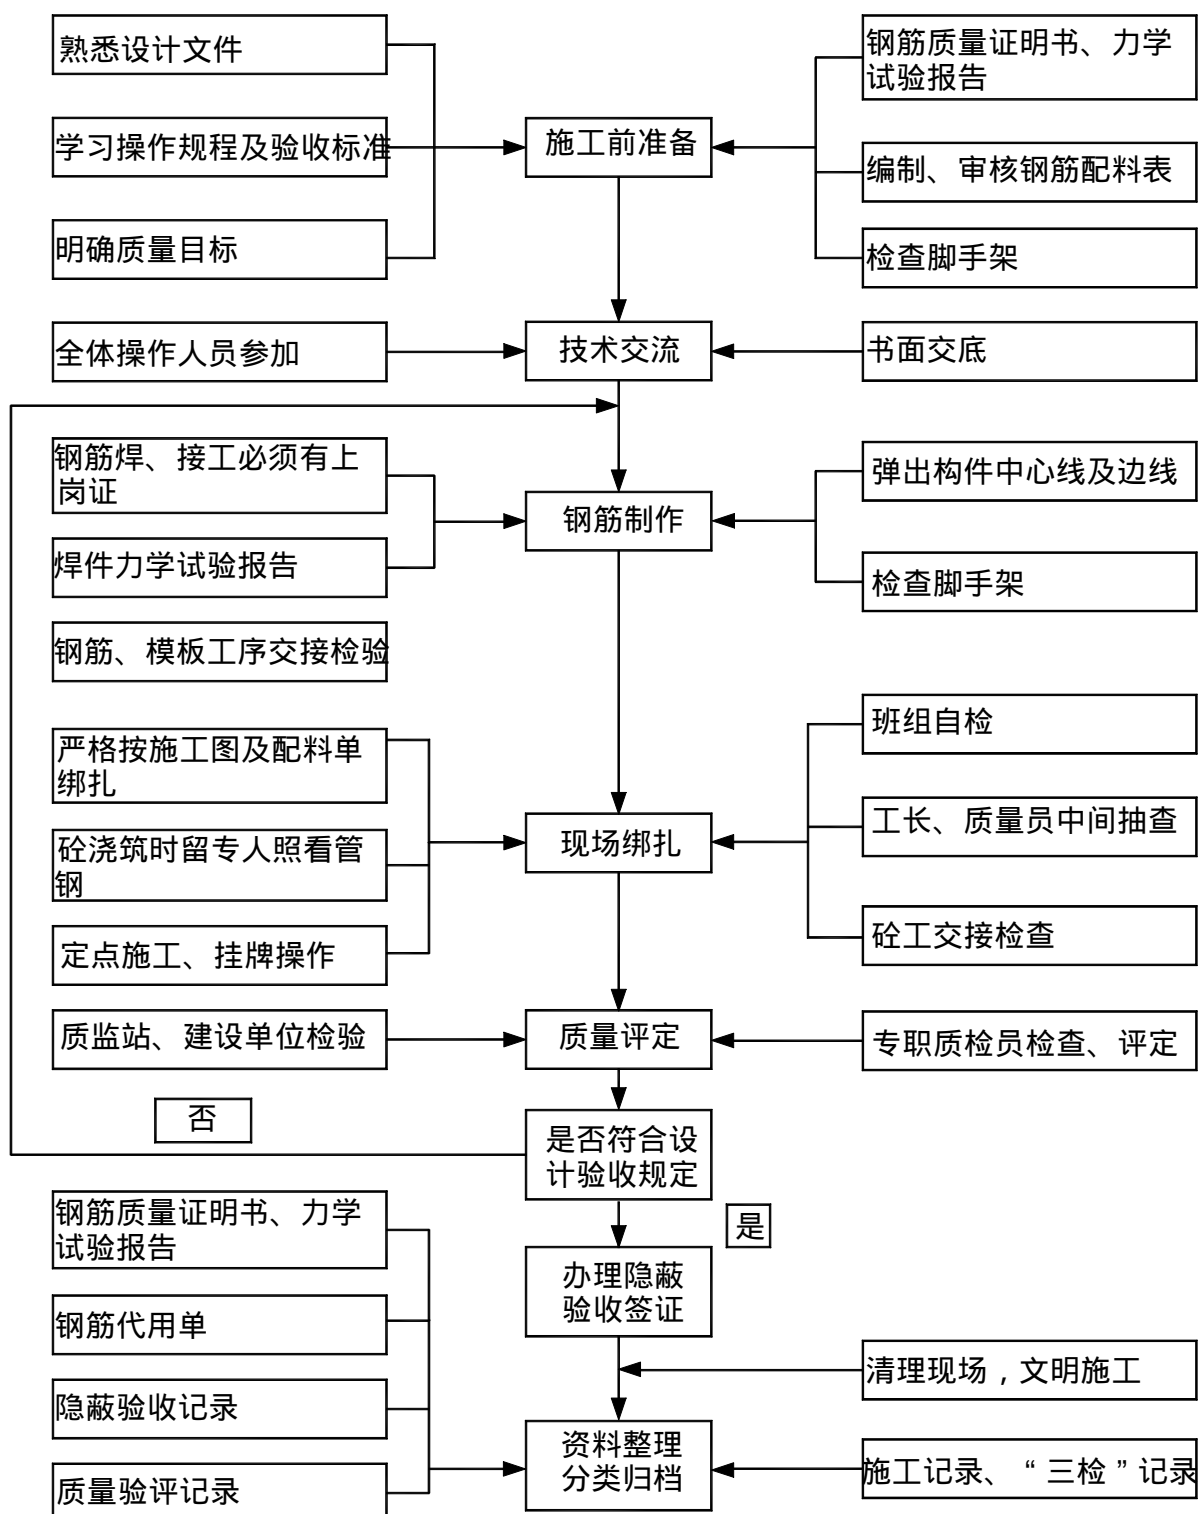 熟悉设计文件
钢筋质量证明书、力学
试验报告
学习操作规程及验收标准
施工前准备
编制、审核钢筋配料表
明确质量目标
检查脚手架
全体操作人员参加
技术交流
书面交底
钢筋焊、接工必须有上
岗证
弹出构件中心线及边线
钢筋制作
焊件力学试验报告
检查脚手架
钢筋、模板工序交接检验
班组自检
严格按施工图及配料单
绑扎
工长、质量员中间抽查
现场绑扎
砼浇筑时留专人照看管
钢
砼工交接检查
定点施工、挂牌操作
质监站、建设单位检验
质量评定
专职质检员检查、评定
否
是否符合设
计验收规定
钢筋质量证明书、力学
试验报告
是
办理隐蔽
验收签证
钢筋代用单
清理现场，文明施工
隐蔽验收记录
资料整理
分类归档
施工记录、“三检”记录
质量验评记录